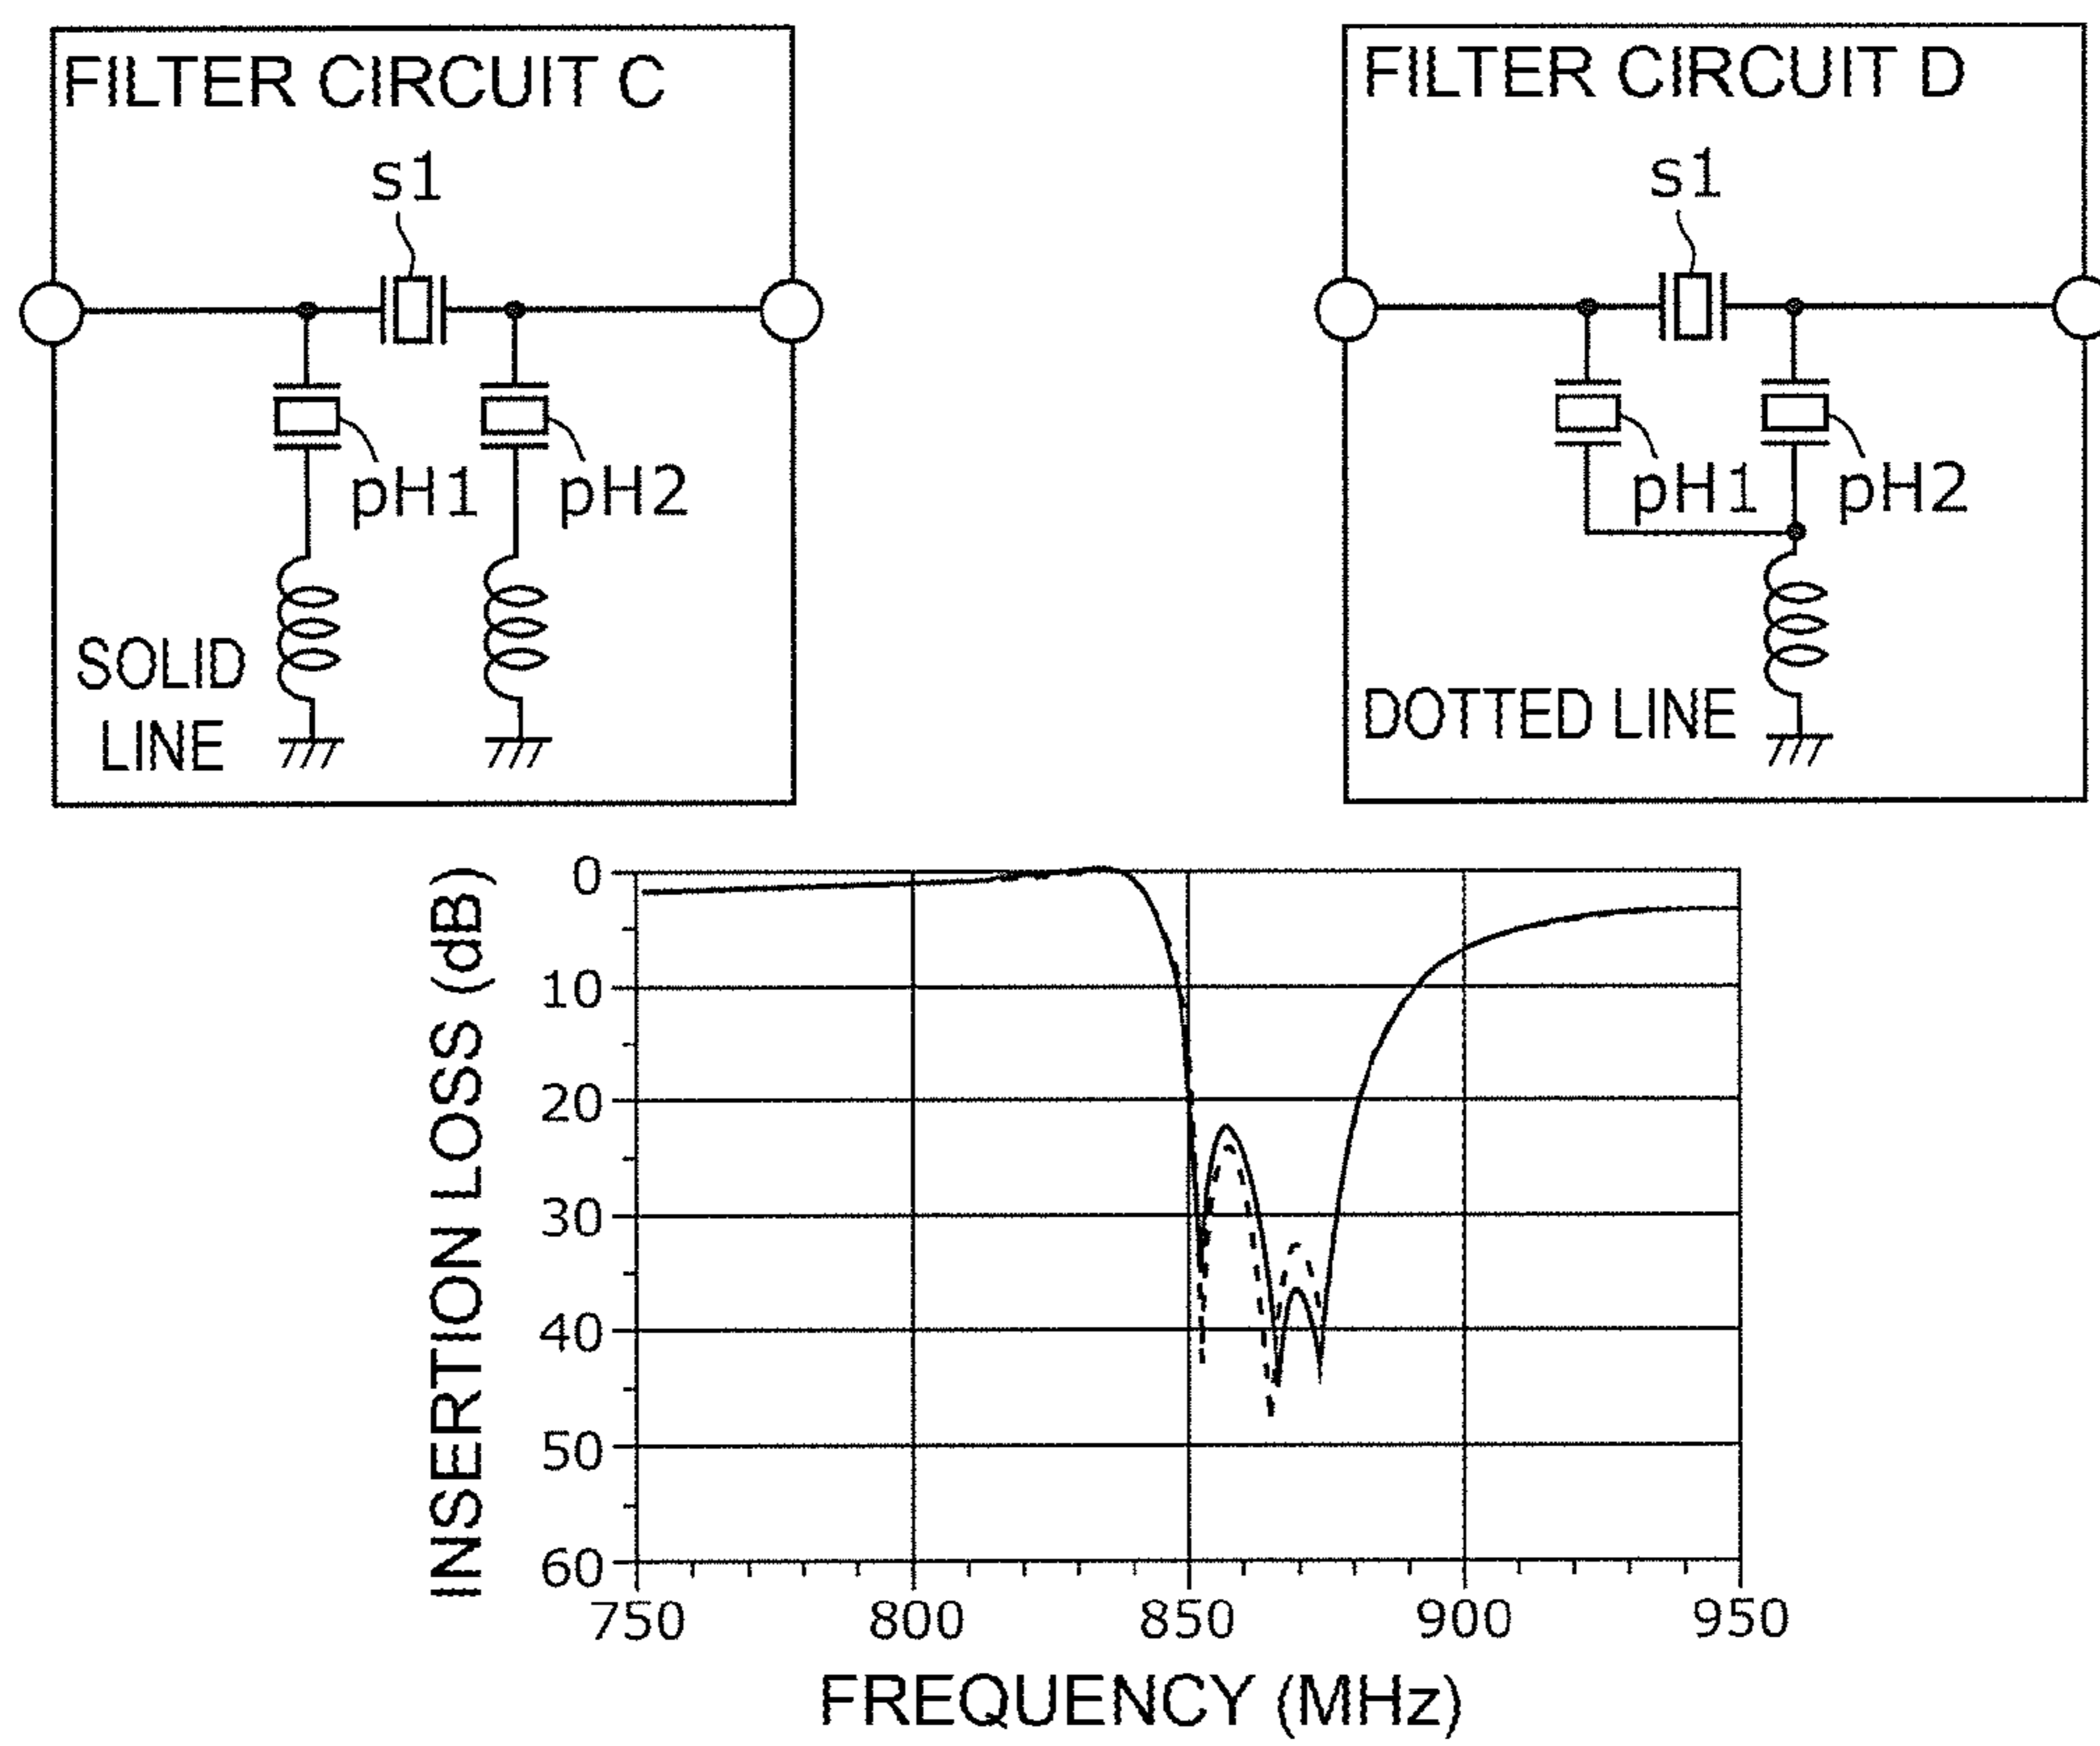 FILTER CIRCUIT C
s1
pH1
pH2
SOLID
LINE
FILTER CIRCUIT D
s1
pH1
pH2
DOTTED LINE
INSERTION LOSS (dB)
0
10
20
30
40
50
60
750 800 850 900 950
FREQUENCY (MHz)